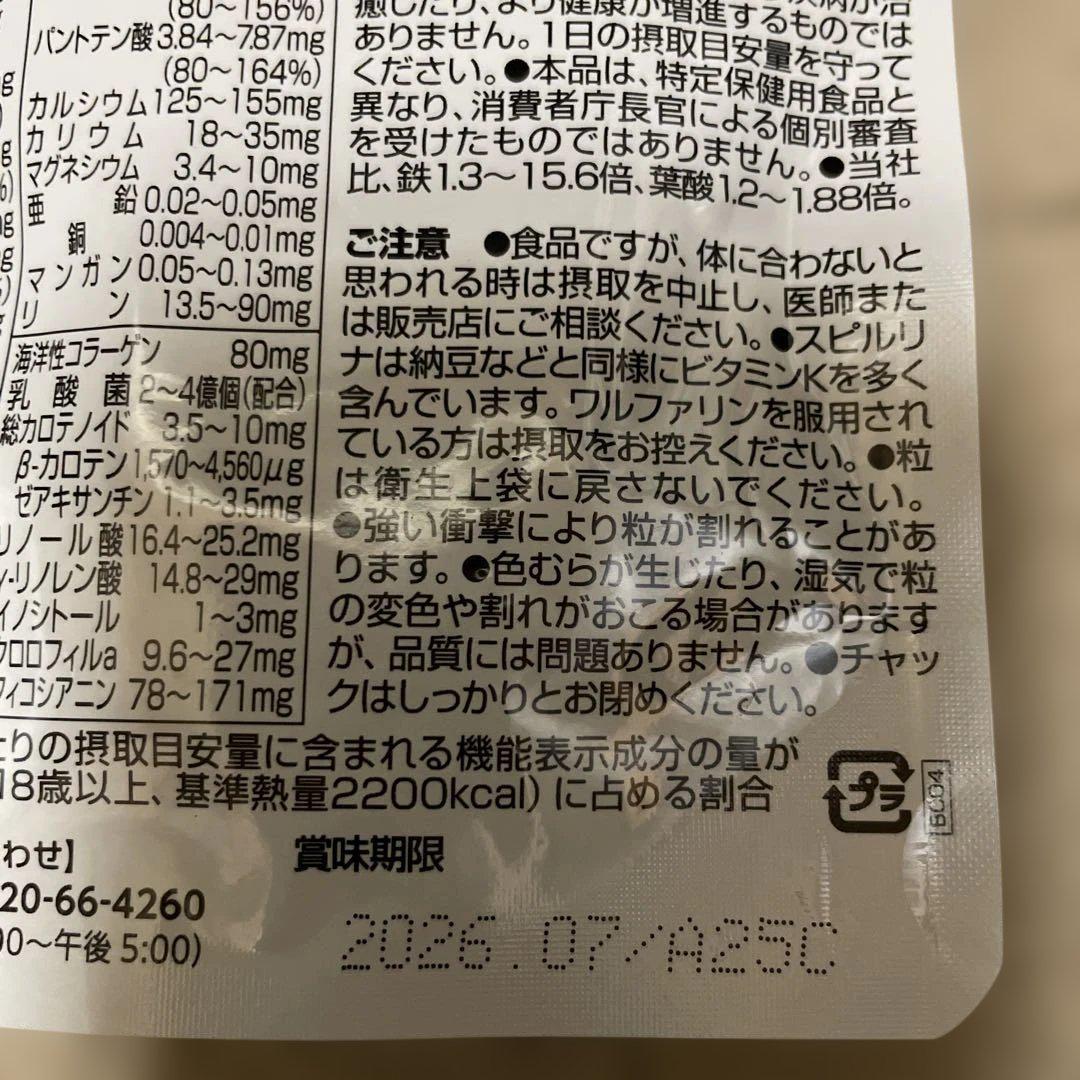 (80〜156%)
パントテン酸 3.84〜7.87mg
(80〜164%)
カルシウム 125〜155mg
カリウム 18〜35mg
マグネシウム 3.4〜10mg
亜鉛 0.02〜0.05mg
銅 0.004〜0.01mg
マンガン 0.05〜0.13mg
リン 13.5〜90mg
海洋性コラーゲン 80mg
乳酸菌 2〜4億個(配合)
総カロテノイド 3.5〜10mg
β-カロテン 1,570〜4,560μg
ゼアキサンチン 1.1〜3.5mg
リノール酸 16.4〜25.2mg
-リノレン酸 14.8〜29mg
イノシトール 1〜3mg
クロロフィルa 9.6〜27mg
フィコシアニン 78〜171mg
癒したり、より健康が増進するものでは
ありません。1日の摂取目安量を守って
ください。●本品は、特定保健用食品と
異なり、消費者庁長官による個別審査
を受けたものではありません。●当社
比、鉄1.3〜15.6倍、葉酸1.2〜1.88倍。
ご注意 ●食品ですが、体に合わないと
思われる時は摂取を中止し、医師また
は販売店にご相談ください。●スピルリ
ナは納豆などと同様にビタミンKを多く
含んでいます。ワルファリンを服用され
ている方は摂取をお控えください。●粒
は衛生上袋に戻さないでください。
●強い衝撃により粒が割れることがあ
ります。●色むらが生じたり、湿気で粒
の変色や割れがおこる場合があります
が、品質には問題ありません。●チャッ
クはしっかりとお閉めください。
たりの摂取目安量に含まれる機能表示成分の量が
18歳以上、基準熱量2200kcal)に占める割合
プラ
BC04
わせ】
20-66-4260
00〜午後5:00)
賞味期限
2026.07/A25C